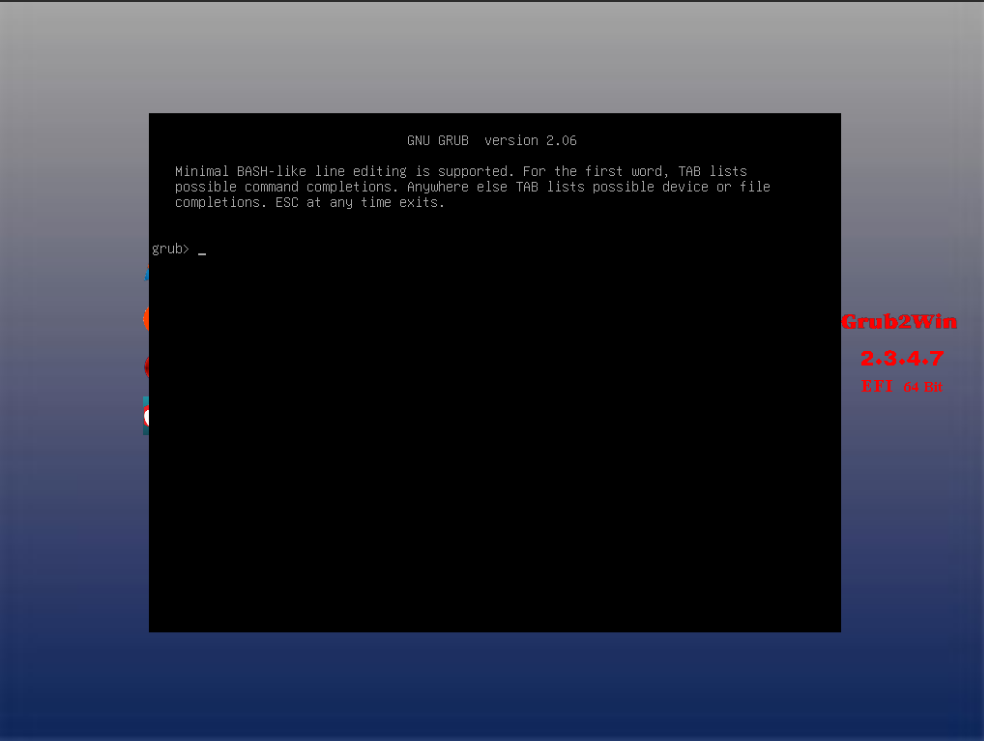 GNU GRUB version 2.06
Minimal BASH-like line editing is supported. For the first word, TAB lists
possible command completions. Anywhere else TAB lists possible device or file
completions. ESC at any time exits.
grub> _
Grub2Win
2.3.4.7
EFI 64 Bit